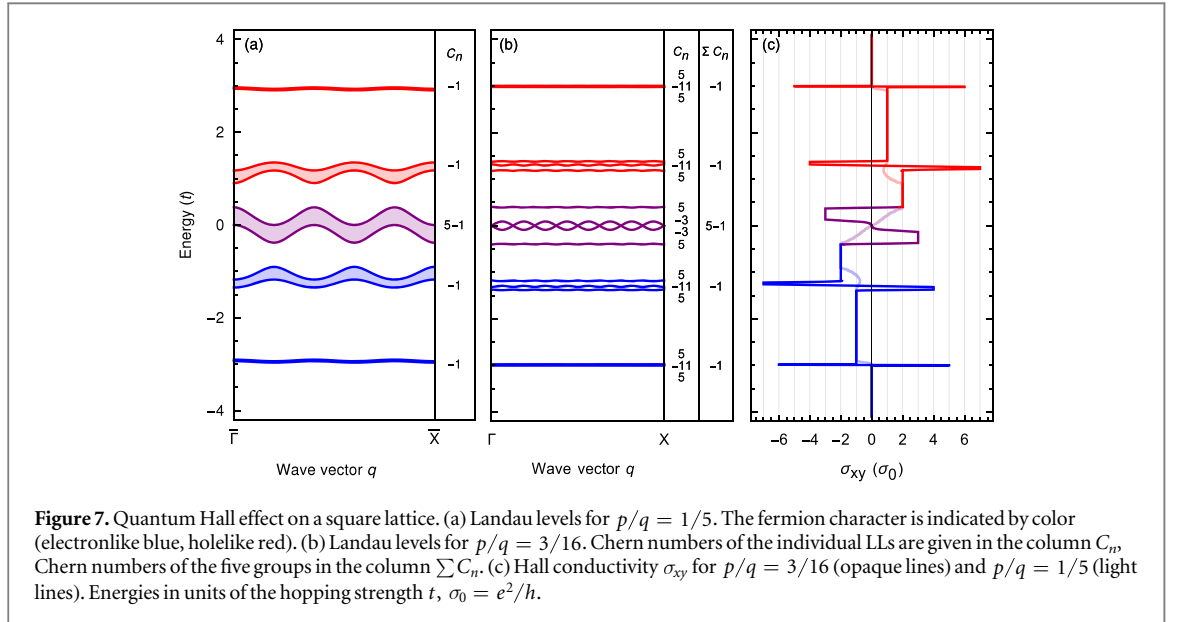 (a)
(b)
(c)
C_n
C_n
Σ C_n
4
2
0
−2
−4
Energy (t)
-1
-1
5−1
-1
-1
5
-11
5
-1
5
-11
5
-1
5
-3
-3
5
5−1
5
-11
5
-1
5
-11
5
-1
Γ̅
X̅
Γ
X
−6 −4 −2 0 2 4 6
Wave vector q
Wave vector q
σ_xy (σ_0)
Figure 7. Quantum Hall effect on a square lattice. (a) Landau levels for p/q = 1/5. The fermion character is indicated by color
(electronlike blue, holelike red). (b) Landau levels for p/q = 3/16. Chern numbers of the individual LLs are given in the column C_n,
Chern numbers of the five groups in the column ∑C_n. (c) Hall conductivity σ_xy for p/q = 3/16 (opaque lines) and p/q = 1/5 (light
lines). Energies in units of the hopping strength t, σ_0 = e²/h.